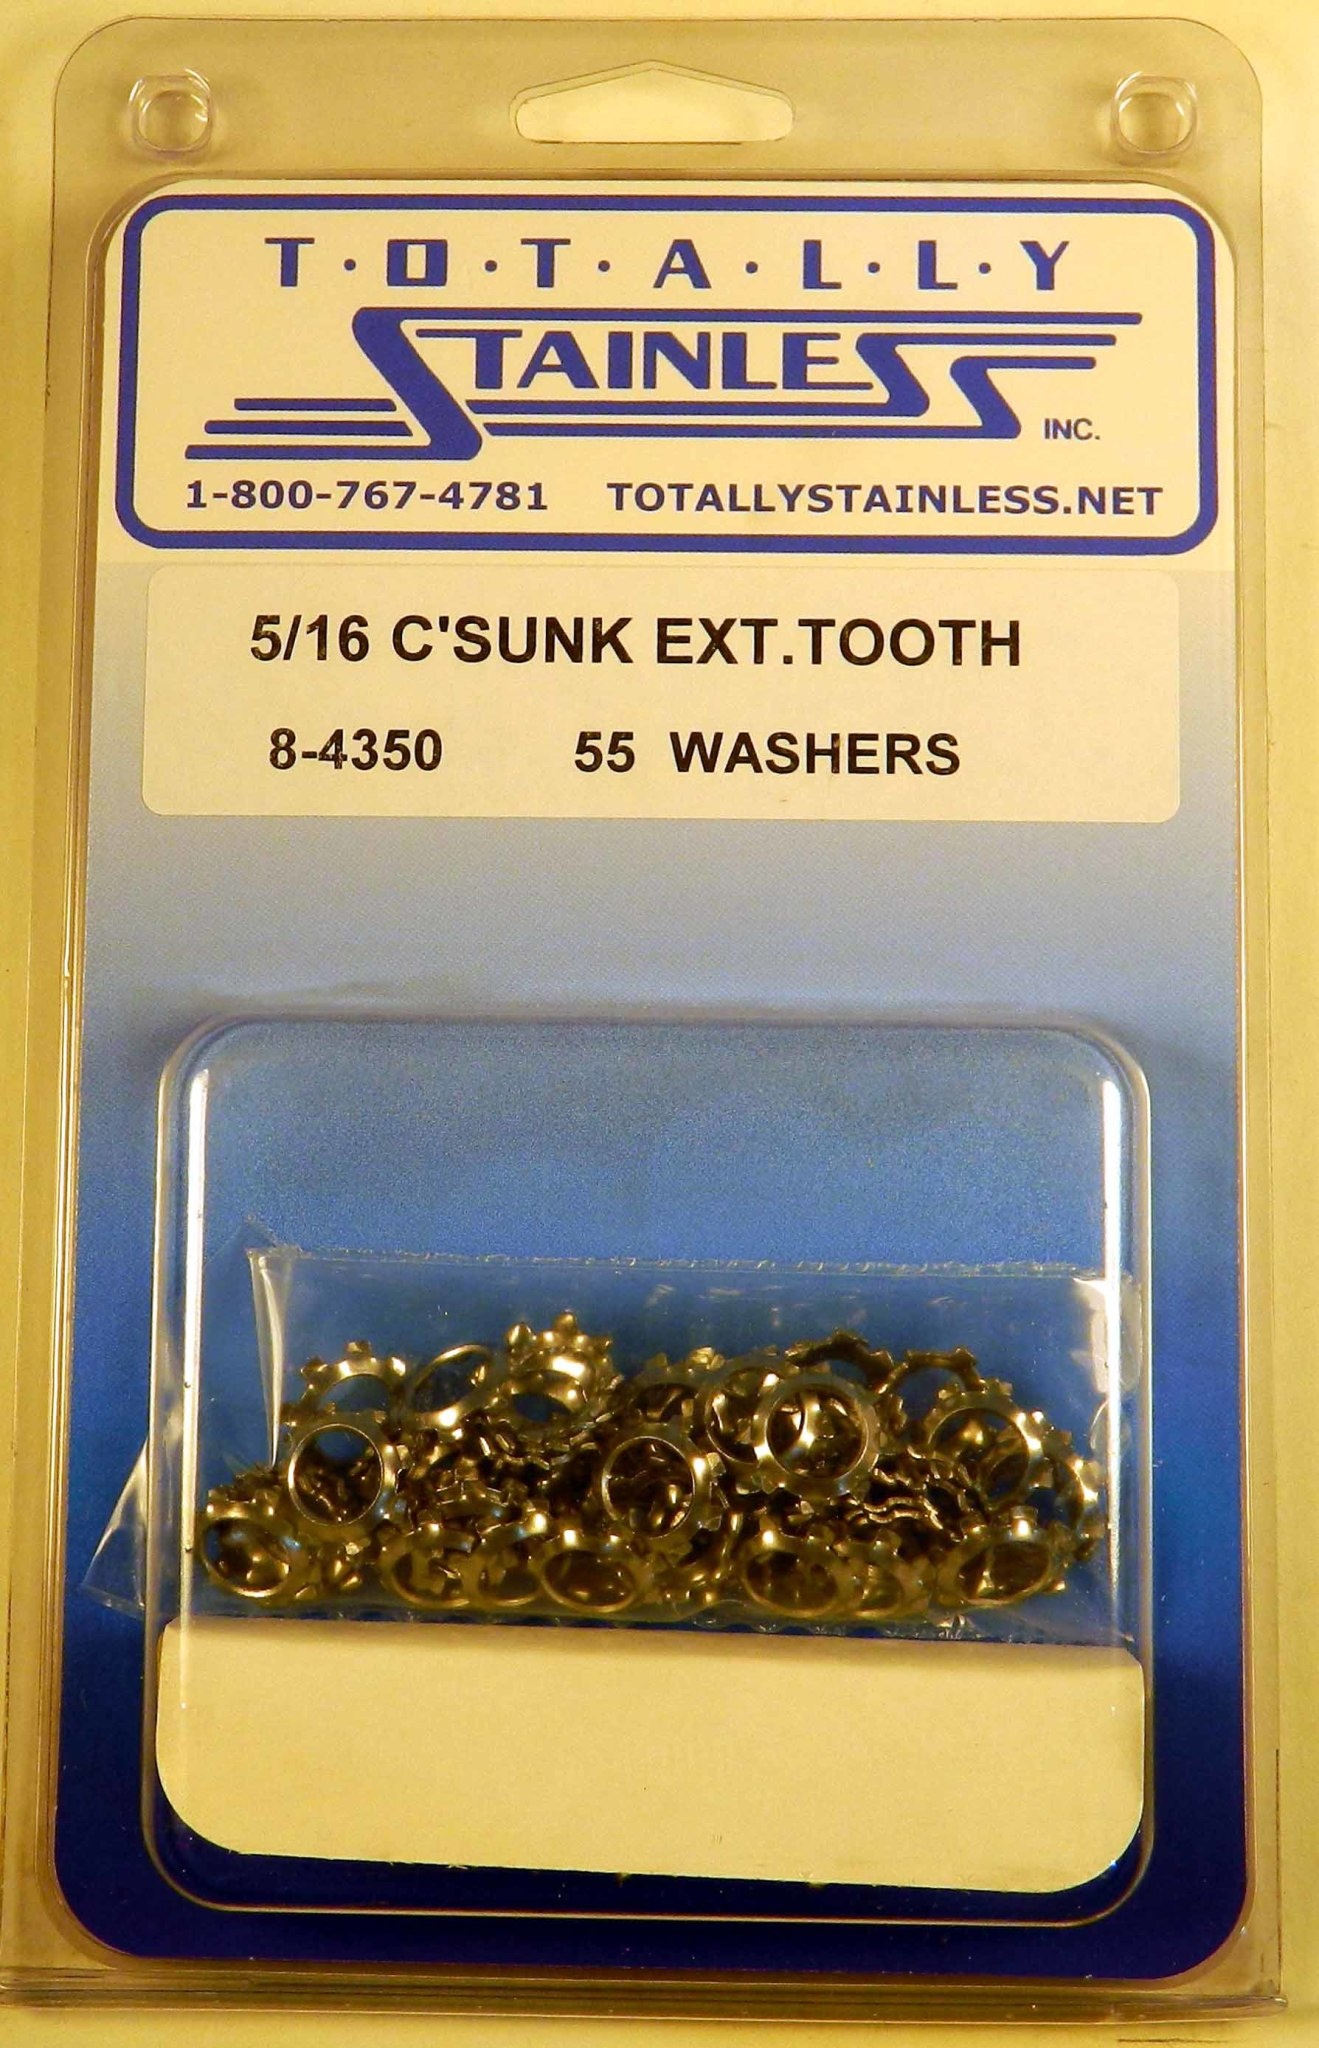 T·O·T·A·L·L·Y
STAINLESS
INC.
1-800-767-4781 TOTALLYSTAINLESS.NET
5/16 C'SUNK EXT.TOOTH
8-4350 55 WASHERS